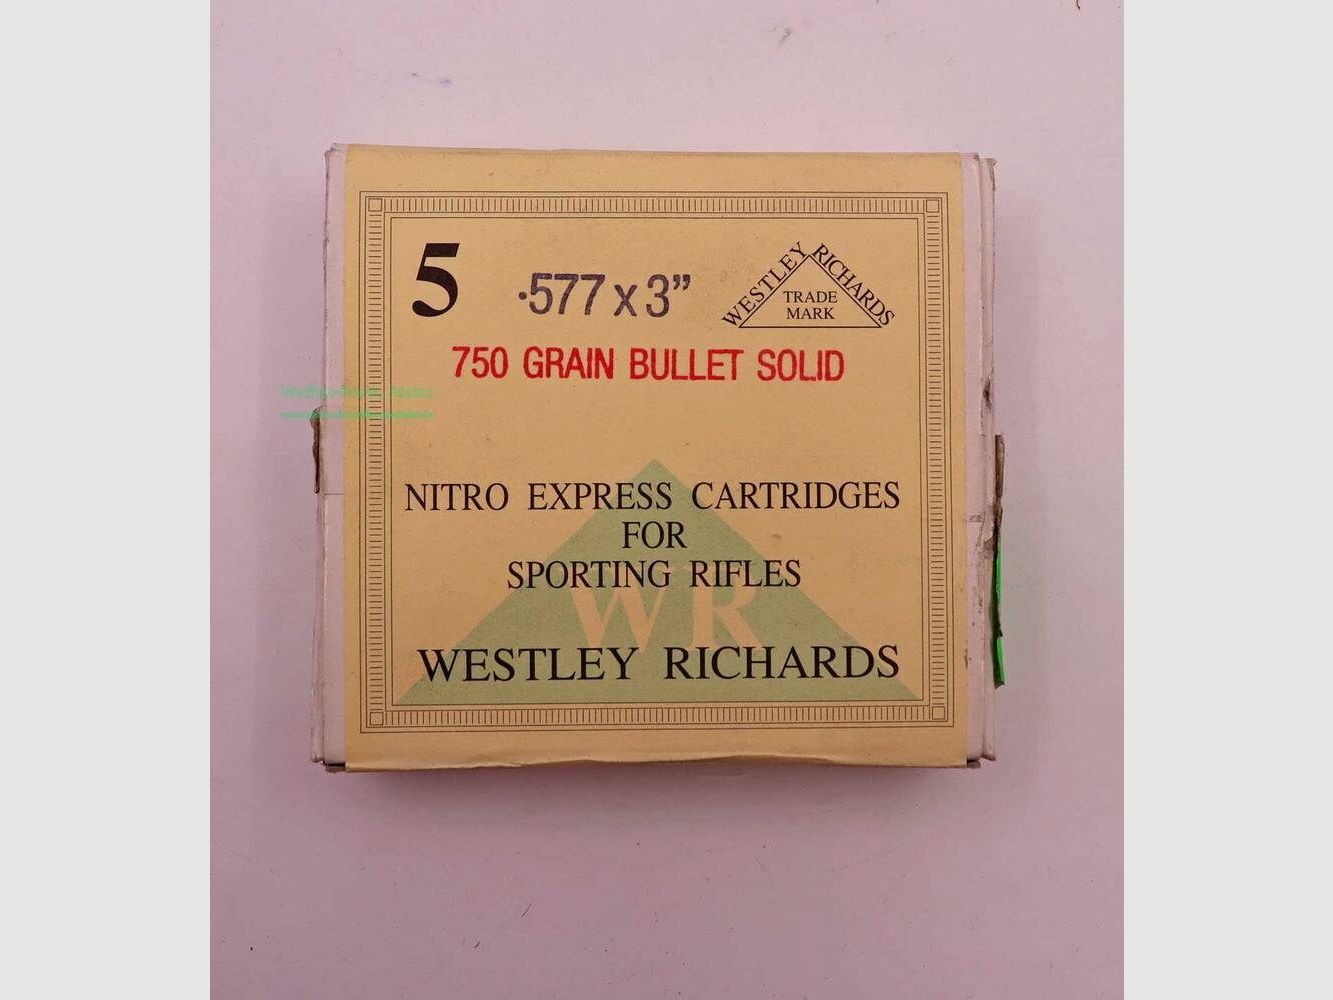 5
.577 x 3"
WESTLEY RICHARDS
TRADE
MARK
750 GRAIN BULLET SOLID
NITRO EXPRESS CARTRIDGES
FOR
SPORTING RIFLES
WR
WESTLEY RICHARDS